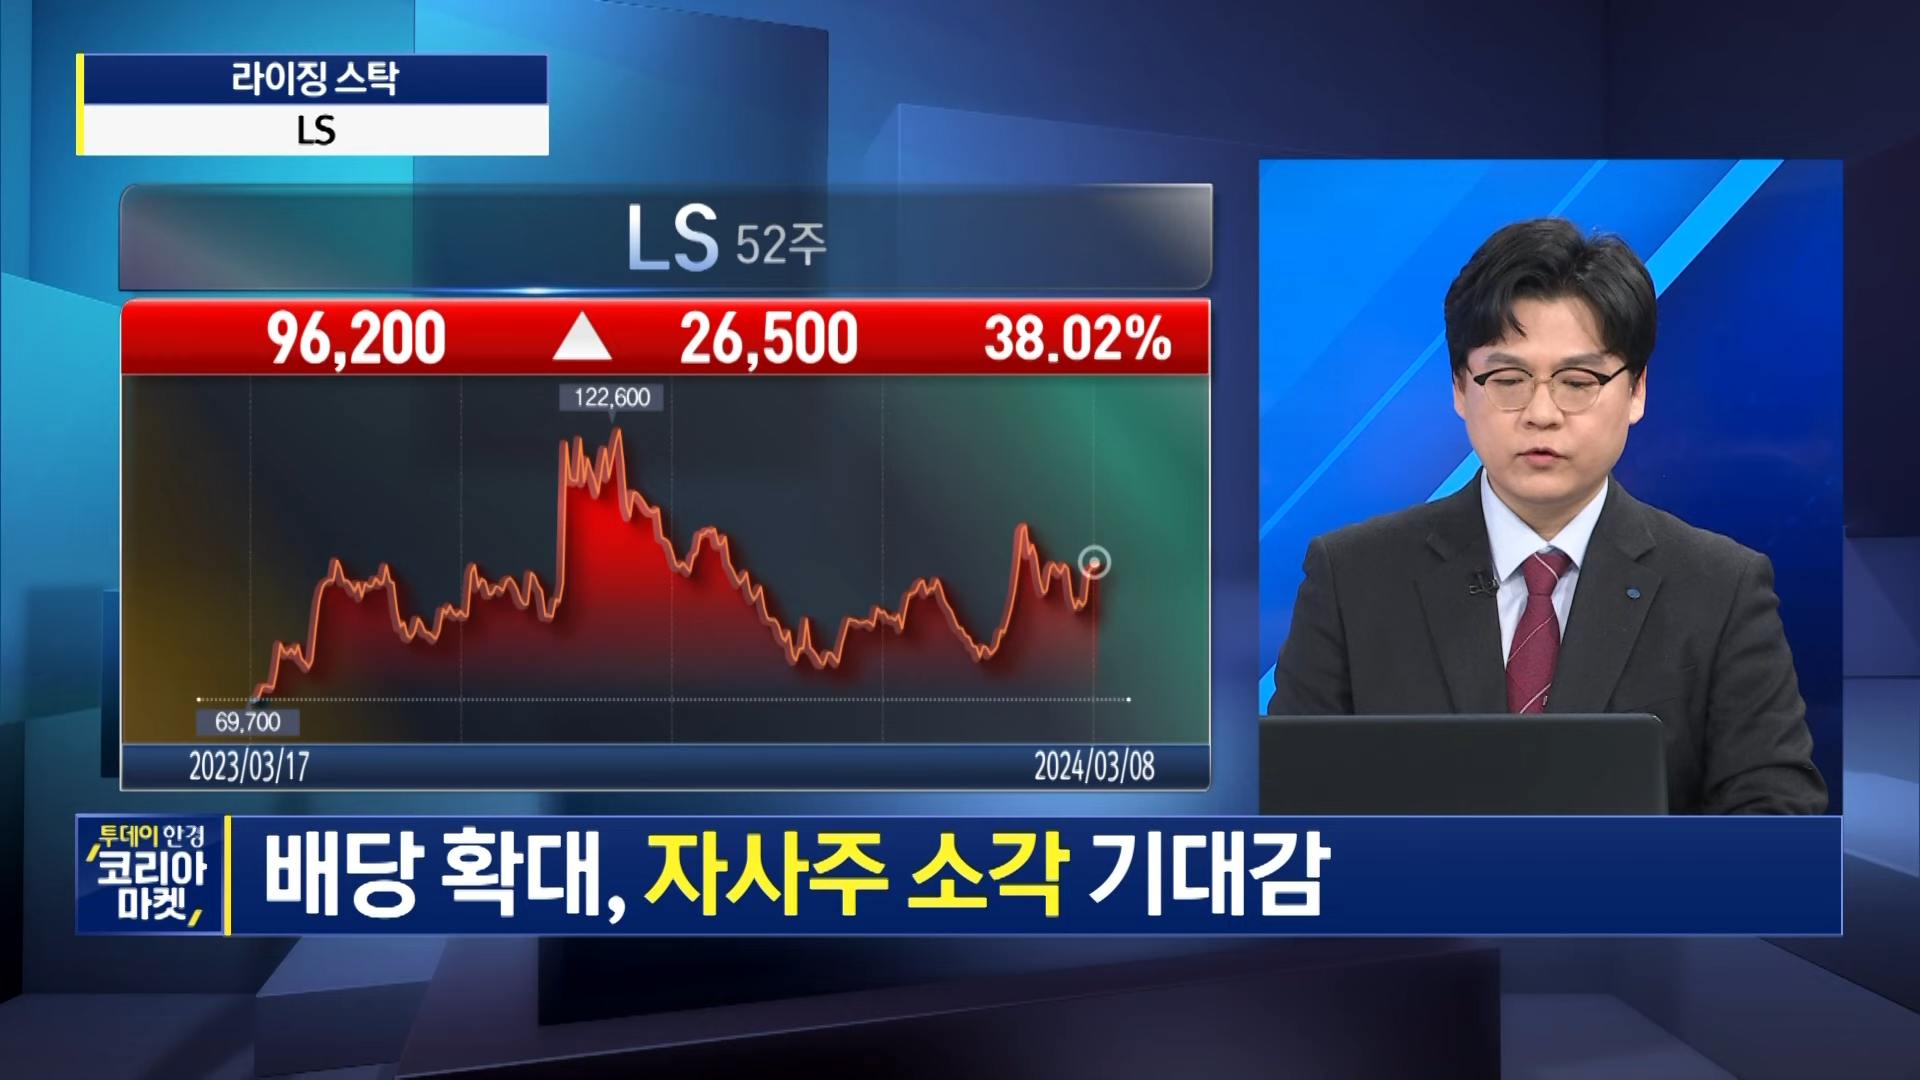 라이징 스탁
LS
LS 52주
96,200 ▲ 26,500 38.02%
122,600
69,700
2023/03/17 2024/03/08
투데이 한경
코리아
마켓
배당 확대, 자사주 소각 기대감